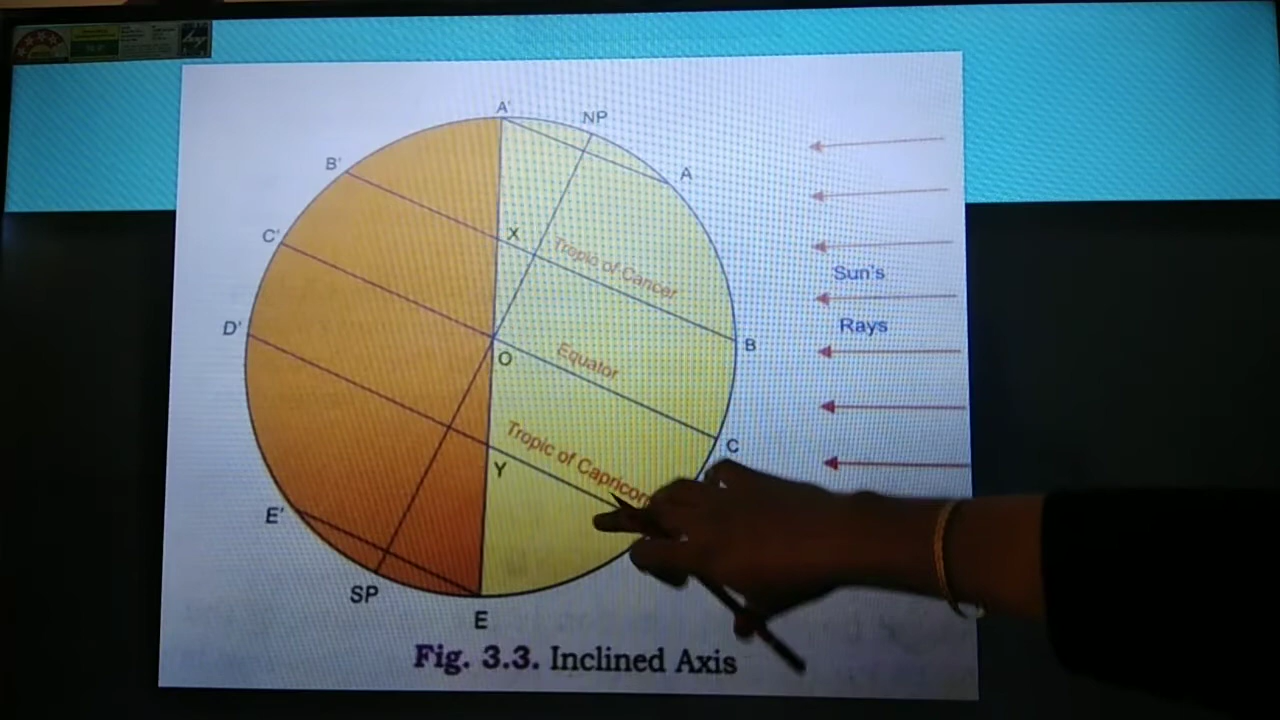 A'
NP
B'
A
X
C'
Tropic of Cancer
Sun's
D'
Rays
B
O
Equator
C
Tropic of Capricorn
Y
E'
SP
E
Fig. 3.3. Inclined Axis